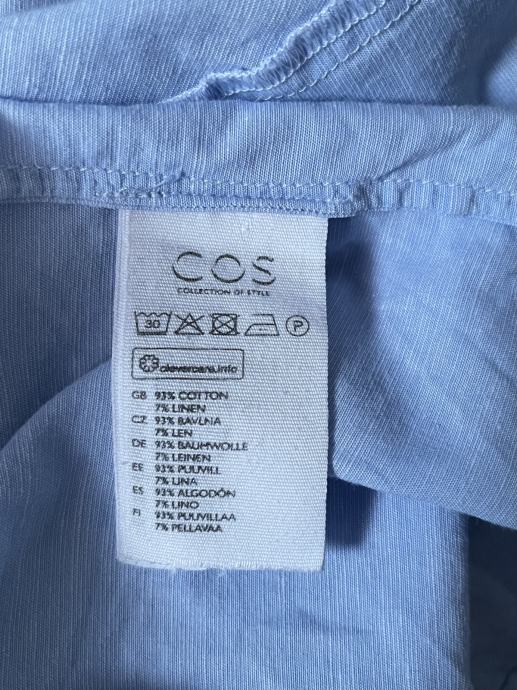 COS
COLLECTION OF STYLE
30 P
clevercare.info
GB 93% COTTON
7% LINEN
CZ 93% BAVLNA
7% LEN
DE 93% BAUMWOLLE
7% LEINEN
EE 93% PUUVILL
7% LINA
ES 93% ALGODÓN
7% LINO
FI 93% PUUVILLAA
7% PELLAVAA